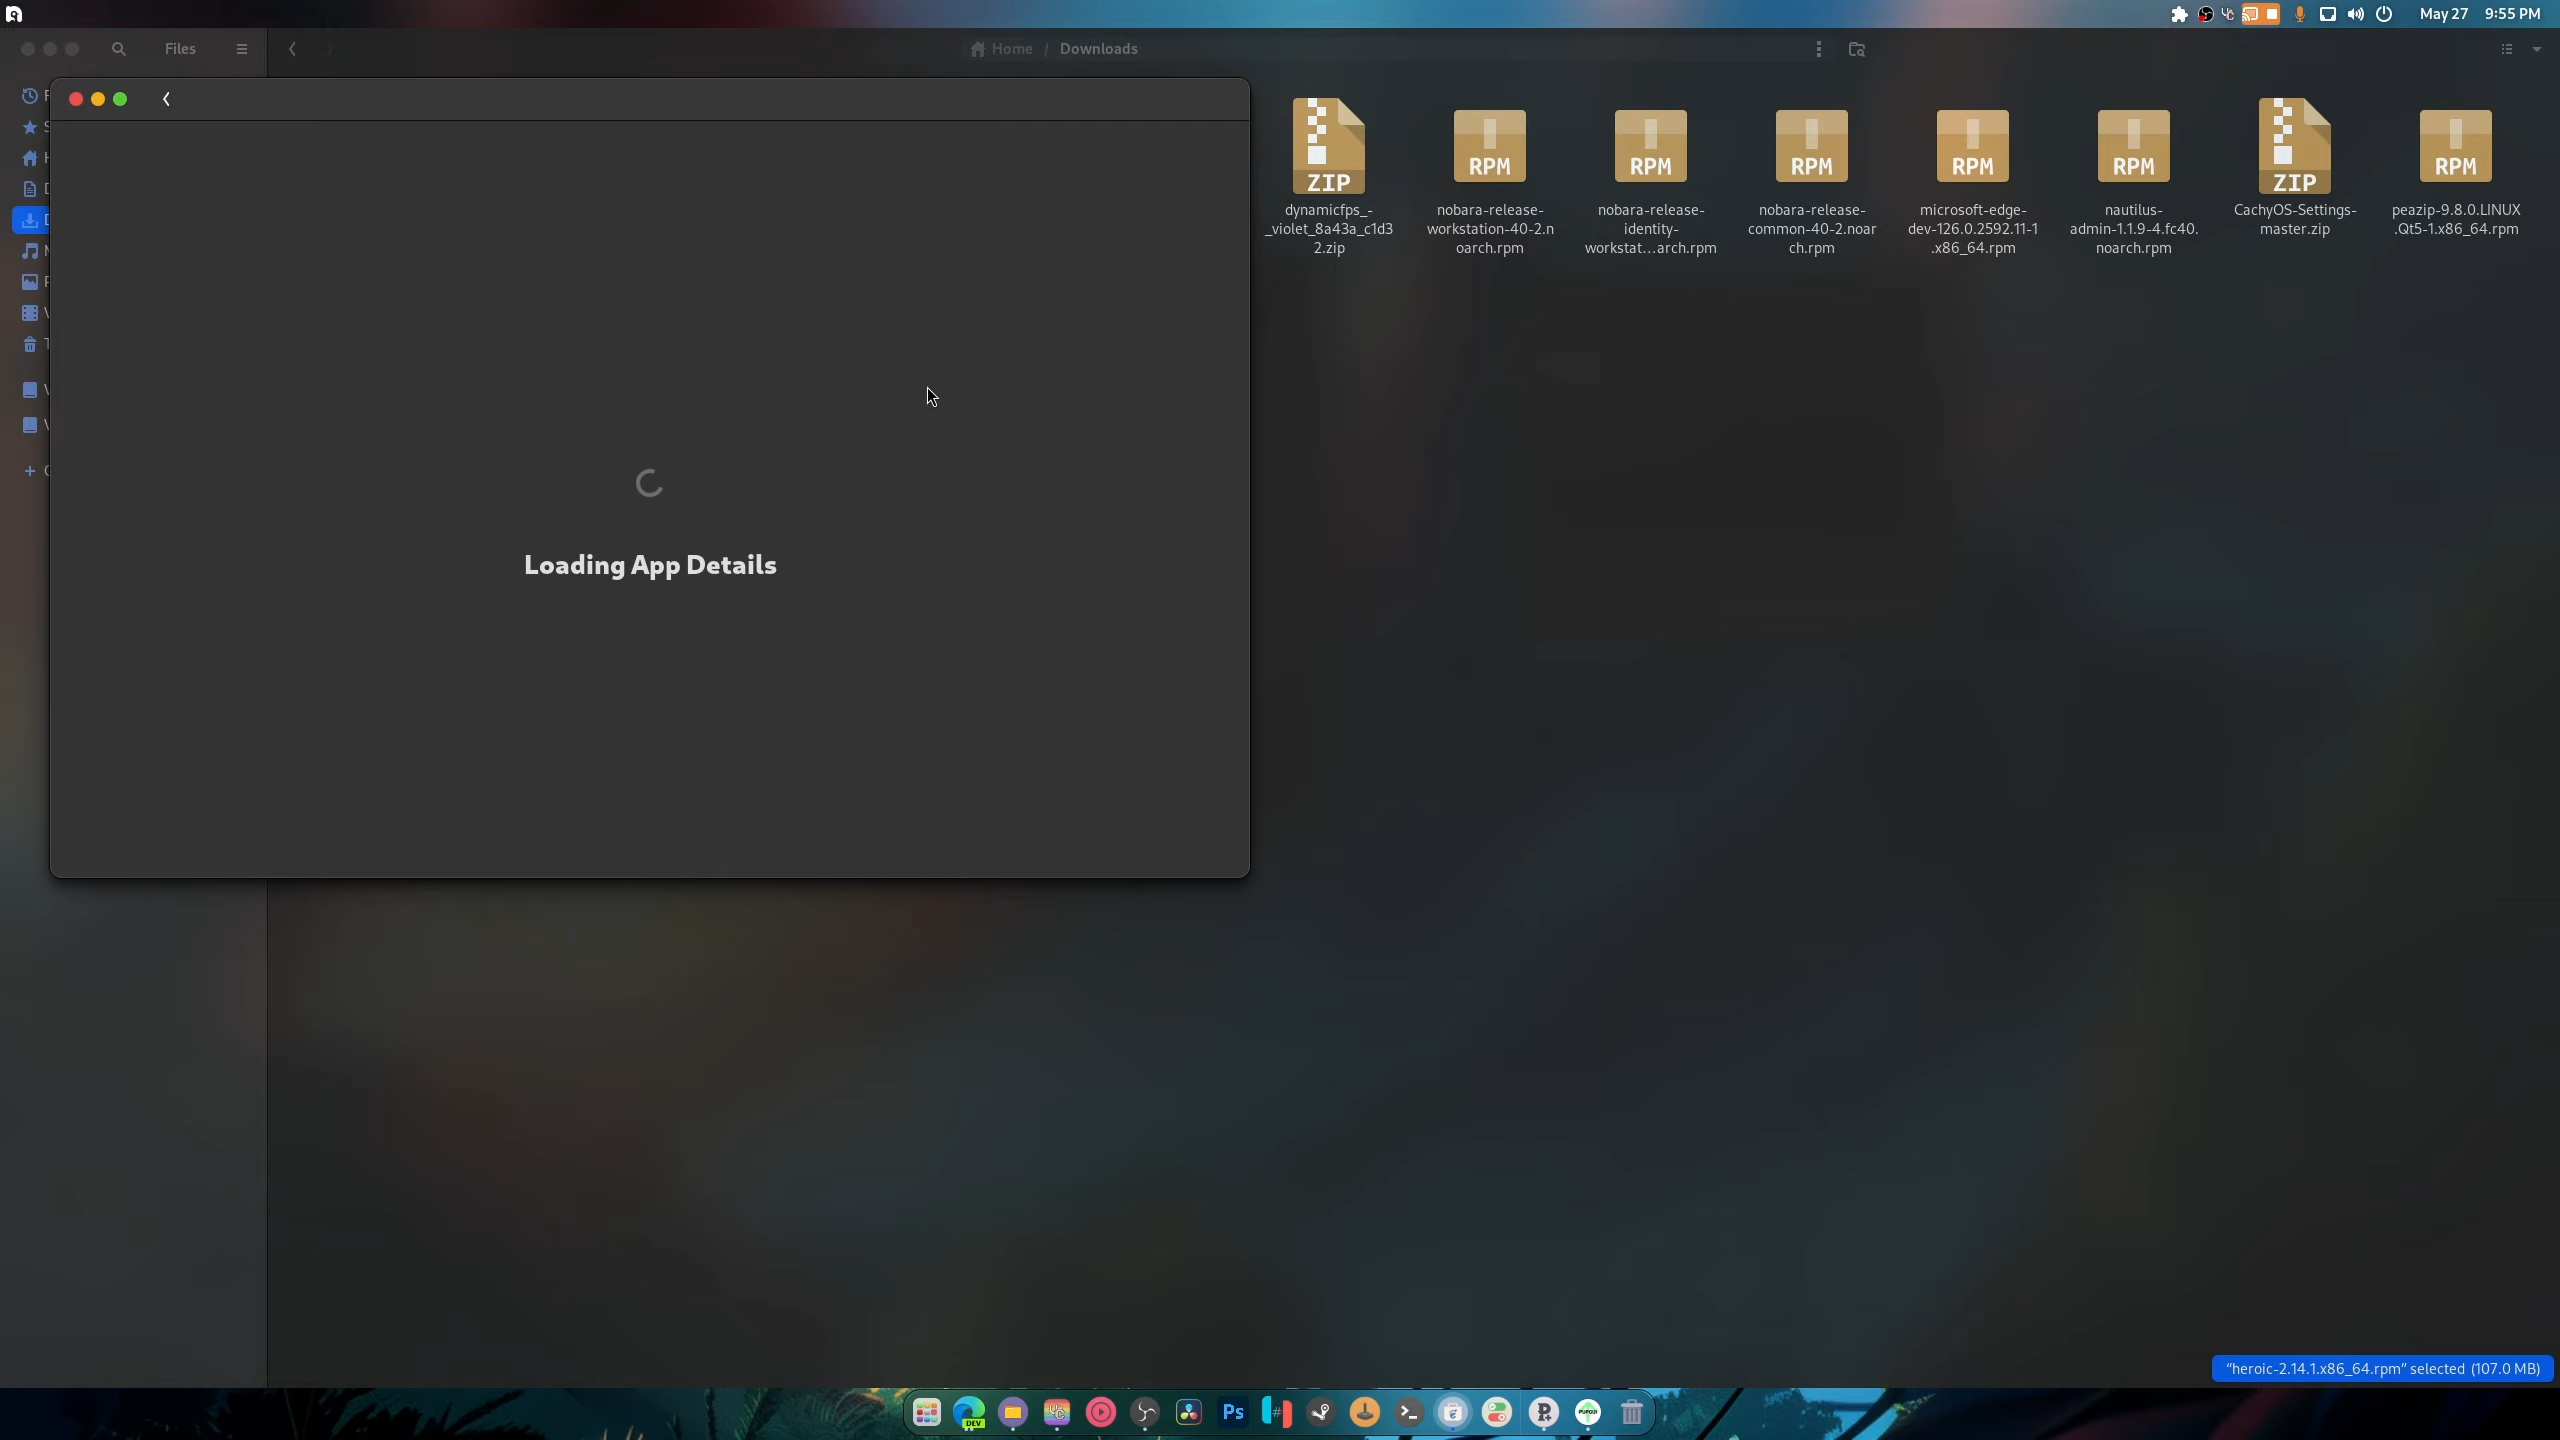 May 27 9:55 PM
Files
Home / Downloads
Loading App Details
ZIP
dynamicfps_-
_violet_8a43a_c1d3
2.zip
RPM
nobara-release-
workstation-40-2.n
oarch.rpm
RPM
nobara-release-
identity-
workstat...arch.rpm
RPM
nobara-release-
common-40-2.noar
ch.rpm
RPM
microsoft-edge-
dev-126.0.2592.11-1
.x86_64.rpm
RPM
nautilus-
admin-1.1.9-4.fc40.
noarch.rpm
ZIP
CachyOS-Settings-
master.zip
RPM
peazip-9.8.0.LINUX
.Qt5-1.x86_64.rpm
"heroic-2.14.1.x86_64.rpm" selected (107.0 MB)
DEV
Ps